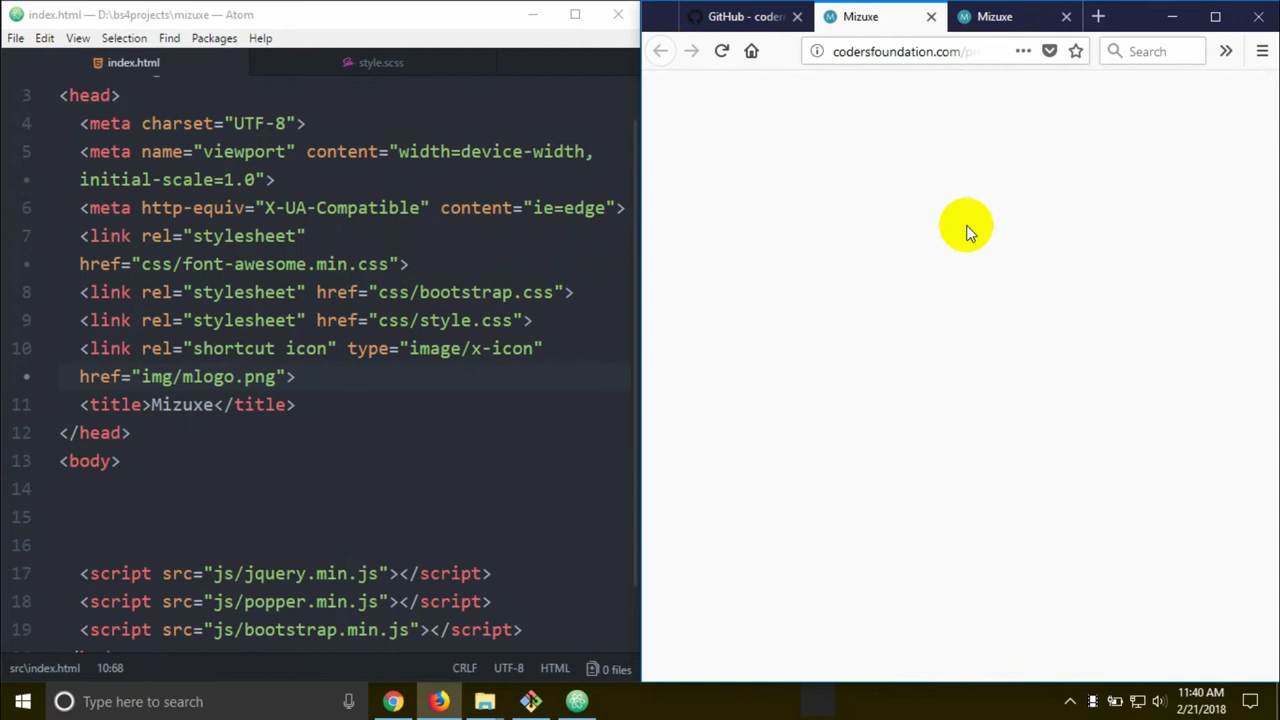 index.html — D:\bs4projects\mizuxe — Atom
File Edit View Selection Find Packages Help
index.html
style.scss
3 <head>
4 <meta charset="UTF-8">
5 <meta name="viewport" content="width=device-width,
• initial-scale=1.0">
6 <meta http-equiv="X-UA-Compatible" content="ie=edge">
7 <link rel="stylesheet"
• href="css/font-awesome.min.css">
8 <link rel="stylesheet" href="css/bootstrap.css">
9 <link rel="stylesheet" href="css/style.css">
10 <link rel="shortcut icon" type="image/x-icon"
• href="img/mlogo.png">
11 <title>Mizuxe</title>
12 </head>
13 <body>
14
15
16
17 <script src="js/jquery.min.js"></script>
18 <script src="js/popper.min.js"></script>
19 <script src="js/bootstrap.min.js"></script>
src\index.html 10:68
CRLF UTF-8 HTML 0 files
GitHub - coders
Mizuxe
Mizuxe
codersfoundation.com/
Search
Type here to search
11:40 AM
2/21/2018